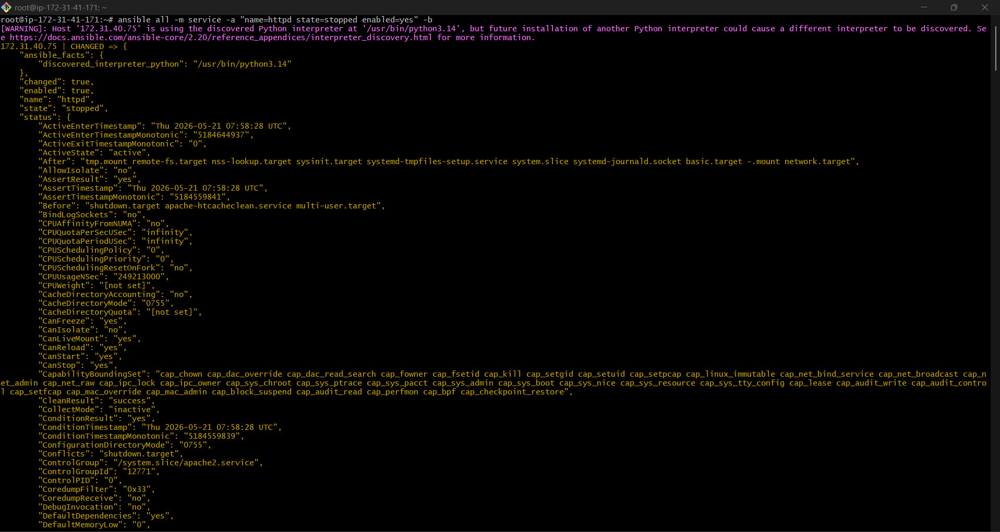 root@ip-172-31-41-171: ~
root@ip-172-31-41-171:~# ansible all -m service -a "name=httpd state=stopped enabled=yes" -b
[WARNING]: Host '172.31.40.75' is using the discovered Python interpreter at '/usr/bin/python3.14', but future installation of another Python interpreter could cause a different interpreter to be discovered. Se
e https://docs.ansible.com/ansible-core/2.20/reference_appendices/interpreter_discovery.html for more information.
172.31.40.75 | CHANGED => {
    "ansible_facts": {
        "discovered_interpreter_python": "/usr/bin/python3.14"
    },
    "changed": true,
    "enabled": true,
    "name": "httpd",
    "state": "stopped",
    "status": {
        "ActiveEnterTimestamp": "Thu 2026-05-21 07:58:28 UTC",
        "ActiveEnterTimestampMonotonic": "5184644937",
        "ActiveExitTimestampMonotonic": "0",
        "ActiveState": "active",
        "After": "tmp.mount remote-fs.target nss-lookup.target sysinit.target systemd-tmpfiles-setup.service system.slice systemd-journald.socket basic.target -.mount network.target",
        "AllowIsolate": "no",
        "AssertResult": "yes",
        "AssertTimestamp": "Thu 2026-05-21 07:58:28 UTC",
        "AssertTimestampMonotonic": "5184559841",
        "Before": "shutdown.target apache-htcacheclean.service multi-user.target",
        "BindLogSockets": "no",
        "CPUAffinityFromNUMA": "no",
        "CPUQuotaPerSecUSec": "infinity",
        "CPUQuotaPeriodUSec": "infinity",
        "CPUSchedulingPolicy": "0",
        "CPUSchedulingPriority": "0",
        "CPUSchedulingResetOnFork": "no",
        "CPUUsageNSec": "249213000",
        "CPUWeight": "[not set]",
        "CacheDirectoryAccounting": "no",
        "CacheDirectoryMode": "0755",
        "CacheDirectoryQuota": "[not set]",
        "CanFreeze": "yes",
        "CanIsolate": "no",
        "CanLiveMount": "yes",
        "CanReload": "yes",
        "CanStart": "yes",
        "CanStop": "yes",
        "CapabilityBoundingSet": "cap_chown cap_dac_override cap_dac_read_search cap_fowner cap_fsetid cap_kill cap_setgid cap_setuid cap_setpcap cap_linux_immutable cap_net_bind_service cap_net_broadcast cap_n
et_admin cap_net_raw cap_ipc_lock cap_ipc_owner cap_sys_chroot cap_sys_ptrace cap_sys_pacct cap_sys_admin cap_sys_boot cap_sys_nice cap_sys_resource cap_sys_tty_config cap_lease cap_audit_write cap_audit_contro
l cap_setfcap cap_mac_override cap_mac_admin cap_block_suspend cap_audit_read cap_perfmon cap_bpf cap_checkpoint_restore",
        "CleanResult": "success",
        "CollectMode": "inactive",
        "ConditionResult": "yes",
        "ConditionTimestamp": "Thu 2026-05-21 07:58:28 UTC",
        "ConditionTimestampMonotonic": "5184559839",
        "ConfigurationDirectoryMode": "0755",
        "Conflicts": "shutdown.target",
        "ControlGroup": "/system.slice/apache2.service",
        "ControlGroupId": "12771",
        "ControlPID": "0",
        "CoredumpFilter": "0x33",
        "CoredumpReceive": "no",
        "DebugInvocation": "no",
        "DefaultDependencies": "yes",
        "DefaultMemoryLow": "0",